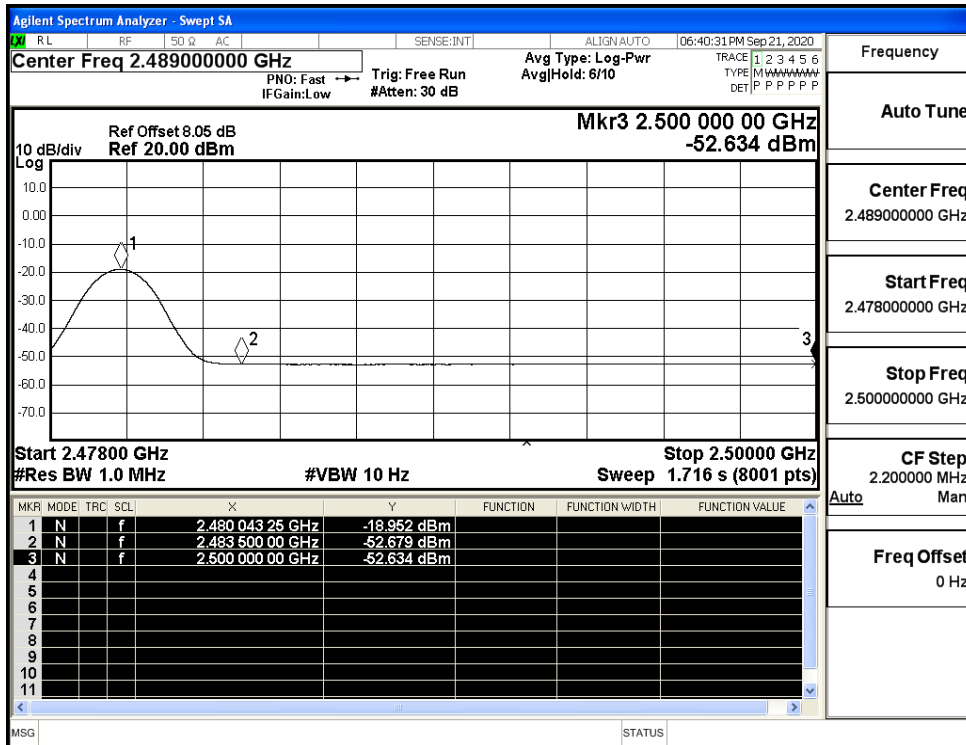 Agilent Spectrum Analyzer - Swept SA
LXI RL RF 50 Ω AC SENSE:INT ALIGN AUTO 06:40:31 PM Sep 21, 2020
Center Freq 2.489000000 GHz
PNO: Fast
IFGain:Low
Trig: Free Run
#Atten: 30 dB
Avg Type: Log-Pwr
Avg|Hold: 6/10
TRACE 1 2 3 4 5 6
TYPE M WWWWW
DET P P P P P P
Mkr3 2.500 000 00 GHz
-52.634 dBm
Ref Offset 8.05 dB
10 dB/div Ref 20.00 dBm
Log
10.0
0.00
-10.0
-20.0
-30.0
-40.0
-50.0
-60.0
-70.0
1
2
3
Start 2.47800 GHz Stop 2.50000 GHz
#Res BW 1.0 MHz #VBW 10 Hz Sweep 1.716 s (8001 pts)
MKR MODE TRC SCL X Y FUNCTION FUNCTION WIDTH FUNCTION VALUE
1 N f 2.480 043 25 GHz -18.952 dBm
2 N f 2.483 500 00 GHz -52.679 dBm
3 N f 2.500 000 00 GHz -52.634 dBm
4
5
6
7
8
9
10
11
MSG STATUS
Frequency
Auto Tune
Center Freq
2.489000000 GHz
Start Freq
2.478000000 GHz
Stop Freq
2.500000000 GHz
CF Step
2.200000 MHz
Auto Man
Freq Offset
0 Hz